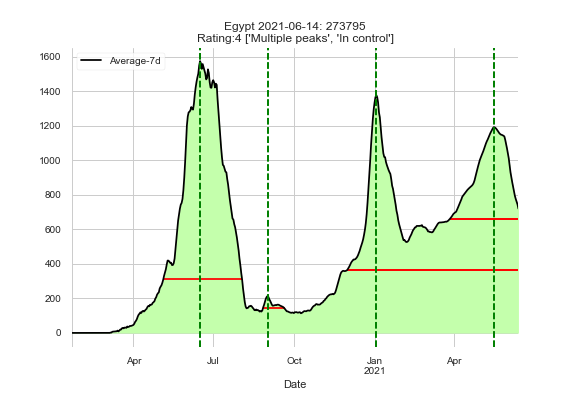 Egypt 2021-06-14: 273795
Rating:4 ['Multiple peaks', 'In control']
Average-7d
1600
1400
1200
1000
800
600
400
200
0
Apr
Jul
Oct
Jan
2021
Apr
Date